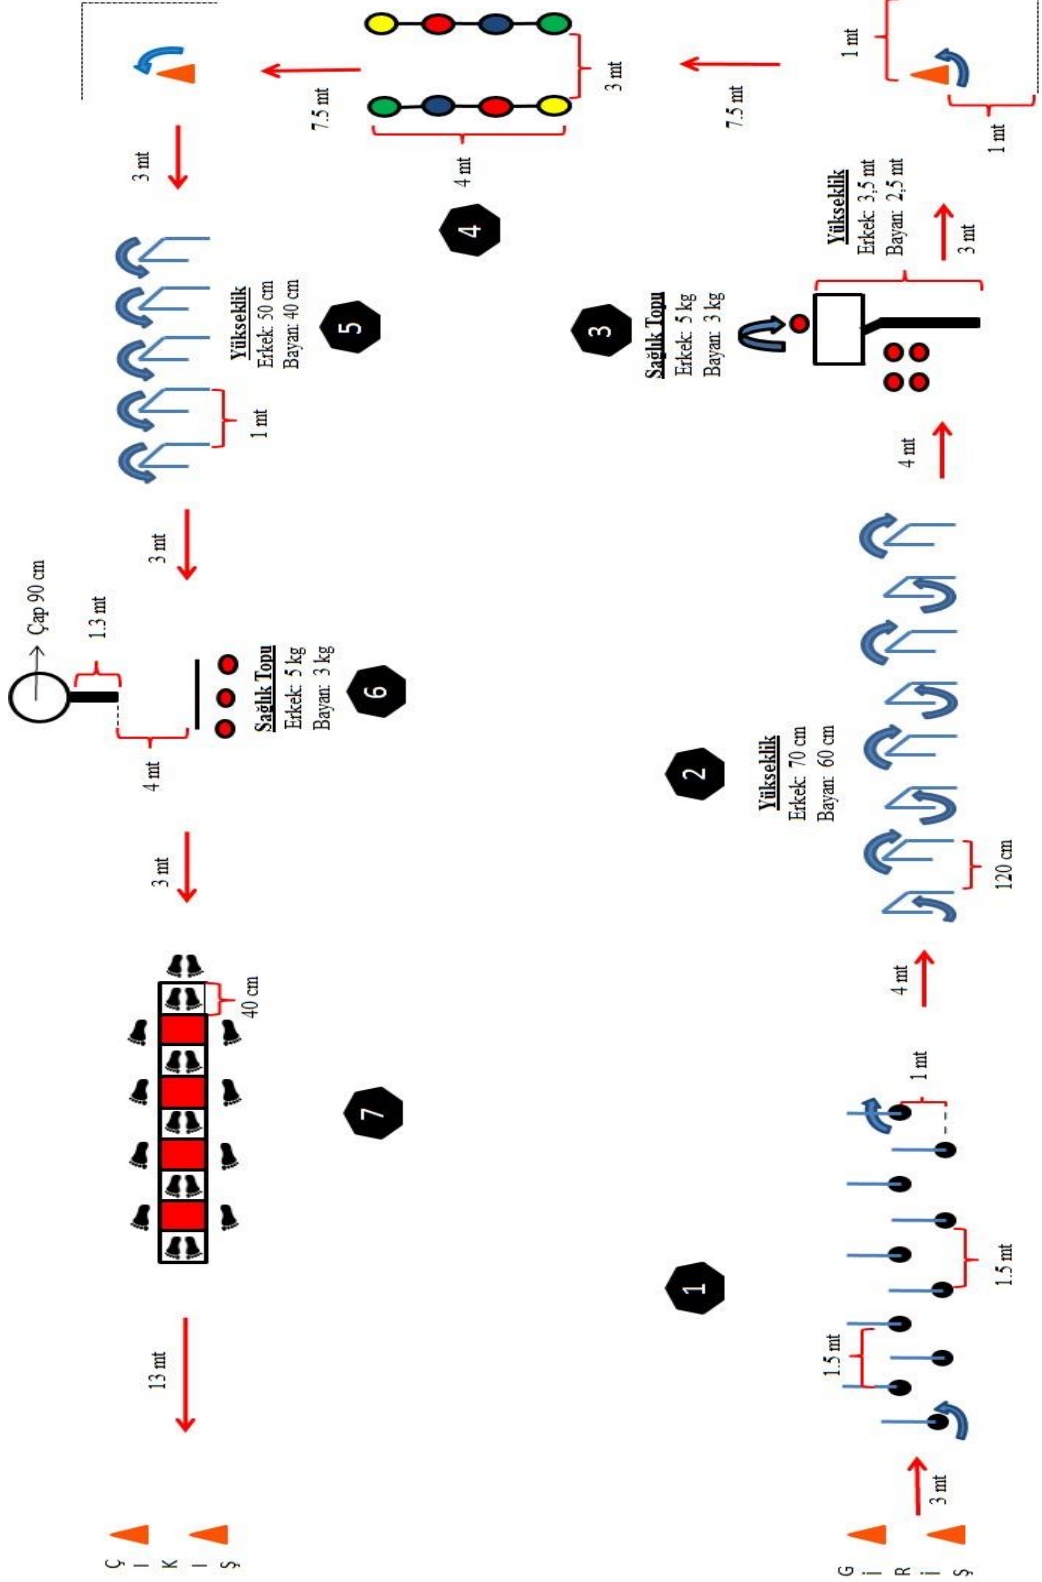 G
İ
R
İ
Ş
3 mt
1.5 mt
1.5 mt
1 mt
1
4 mt
120 cm
2
Yükseklik
Erkek: 70 cm
Bayan: 60 cm
4 mt
3
Sağlık Topu
Erkek: 5 kg
Bayan: 3 kg
Yükseklik
Erkek: 3,5 mt
Bayan: 2,5 mt
3 mt
1 mt
1 mt
7.5 mt
3 mt
4 mt
4
7.5 mt
3 mt
Yükseklik
Erkek: 50 cm
Bayan: 40 cm
5
1 mt
3 mt
Çap 90 cm
1.3 mt
4 mt
Sağlık Topu
Erkek: 5 kg
Bayan: 3 kg
6
3 mt
40 cm
7
13 mt
Ç
I
K
I
Ş